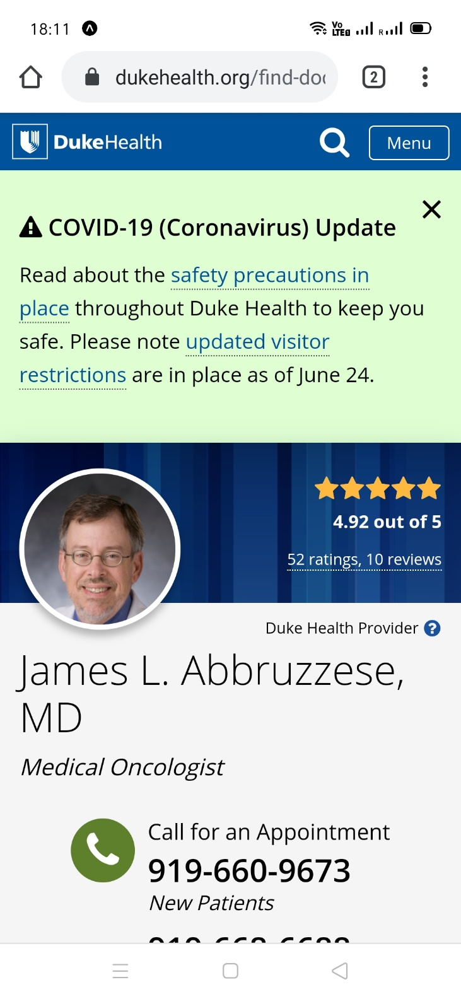 18:11
Vo
LTE
R
dukehealth.org/find-doc
2
DukeHealth
Menu
COVID-19 (Coronavirus) Update
Read about the safety precautions in
place throughout Duke Health to keep you
safe. Please note updated visitor
restrictions are in place as of June 24.
4.92 out of 5
52 ratings, 10 reviews
Duke Health Provider ?
James L. Abbruzzese,
MD
Medical Oncologist
Call for an Appointment
919-660-9673
New Patients